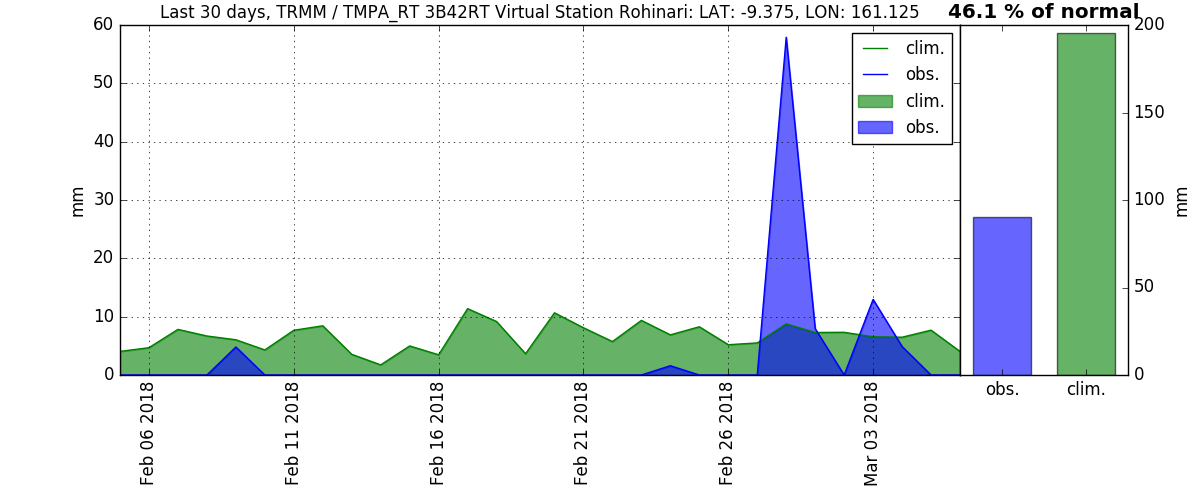 Last 30 days, TRMM / TMPA_RT 3B42RT Virtual Station Rohinari: LAT: -9.375, LON: 161.125
46.1 % of normal
60
50
40
30
20
10
0
mm
clim.
obs.
clim.
obs.
Feb 06 2018
Feb 11 2018
Feb 16 2018
Feb 21 2018
Feb 26 2018
Mar 03 2018
200
150
100
50
0
mm
obs.
clim.